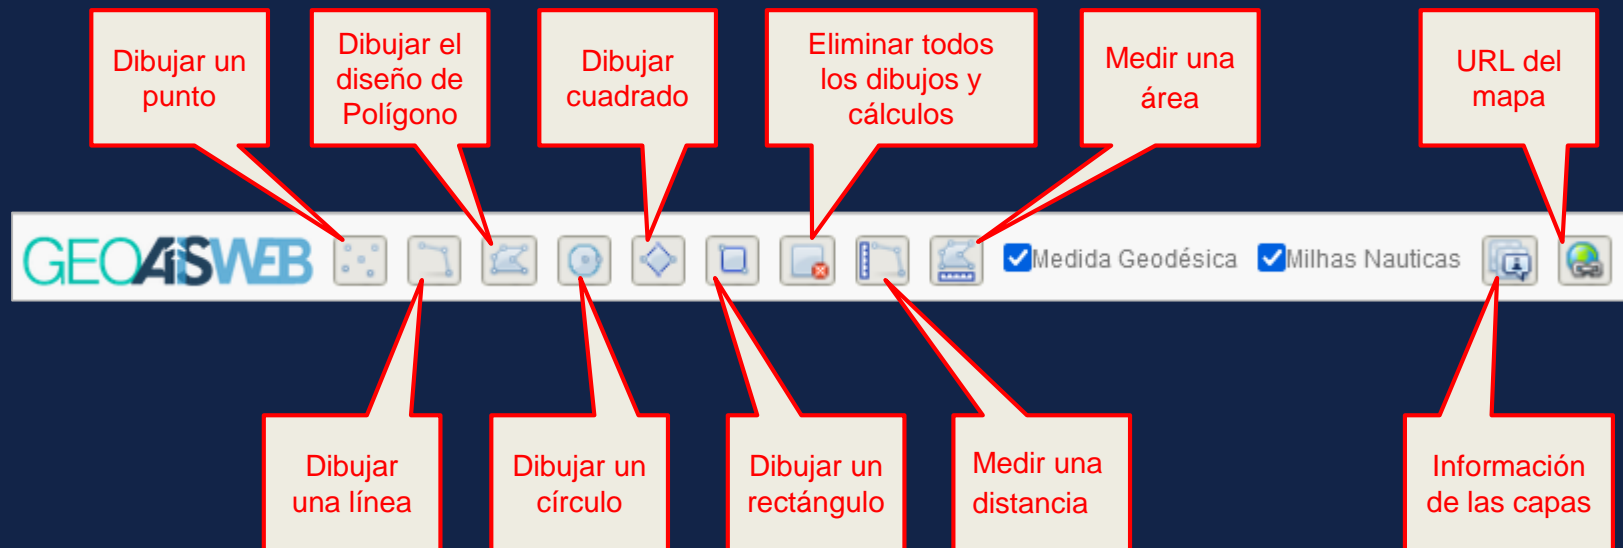 Dibujar un
punto
Dibujar el
diseño de
Polígono
Dibujar
cuadrado
Eliminar todos
los dibujos y
cálculos
Medir una
área
URL del
mapa
GEOAISWEB
Medida Geodésica
Milhas Nauticas
Dibujar
una línea
Dibujar un
círculo
Dibujar un
rectángulo
Medir una
distancia
Información
de las capas